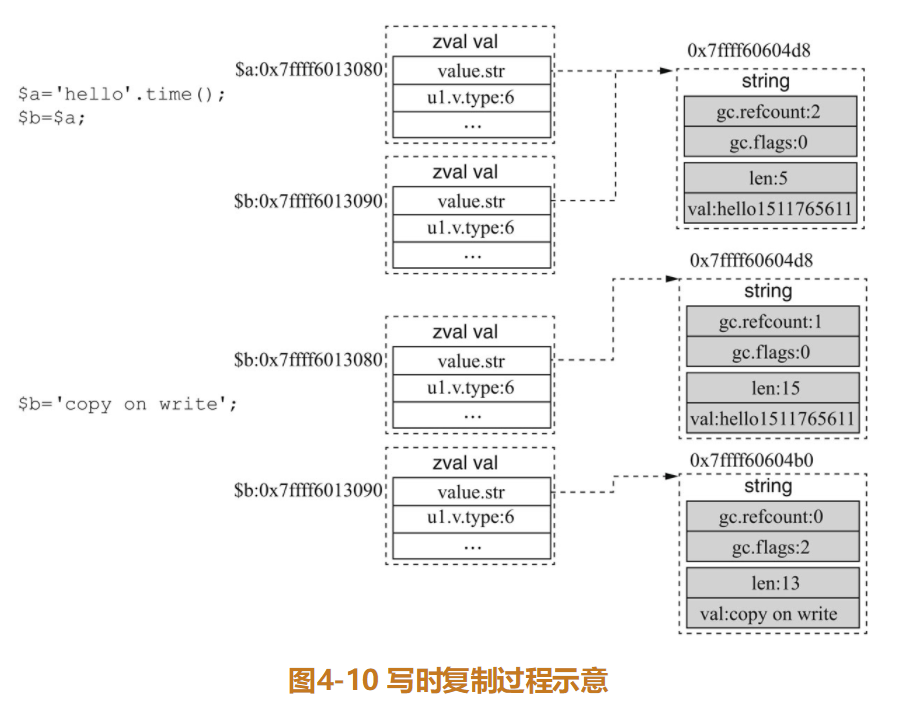 $a='hello'.time();
$b=$a;
$a:0x7ffff6013080
zval val
value.str
u1.v.type:6
...
$b:0x7ffff6013090
zval val
value.str
u1.v.type:6
...
0x7ffff60604d8
string
gc.refcount:2
gc.flags:0
len:5
val:hello1511765611
$b='copy on write';
$b:0x7ffff6013080
zval val
value.str
u1.v.type:6
...
$b:0x7ffff6013090
zval val
value.str
u1.v.type:6
...
0x7ffff60604d8
string
gc.refcount:1
gc.flags:0
len:15
val:hello1511765611
0x7ffff60604b0
string
gc.refcount:0
gc.flags:2
len:13
val:copy on write
图4-10 写时复制过程示意